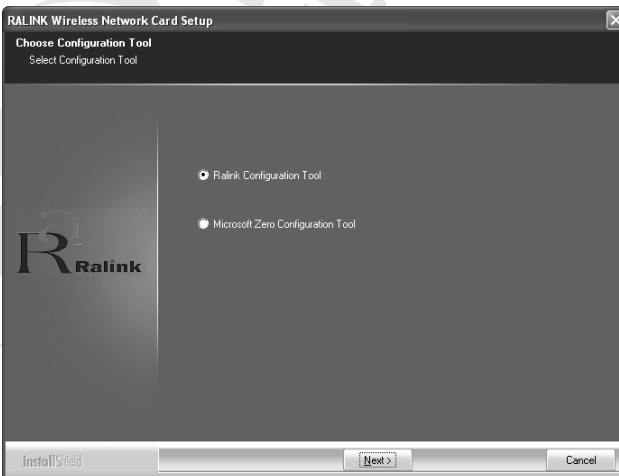 RALINK Wireless Network Card Setup
Choose Configuration Tool
Select Configuration Tool
Ralink Configuration Tool
Microsoft Zero Configuration Tool
Ralink
InstallShield
Next >
Cancel